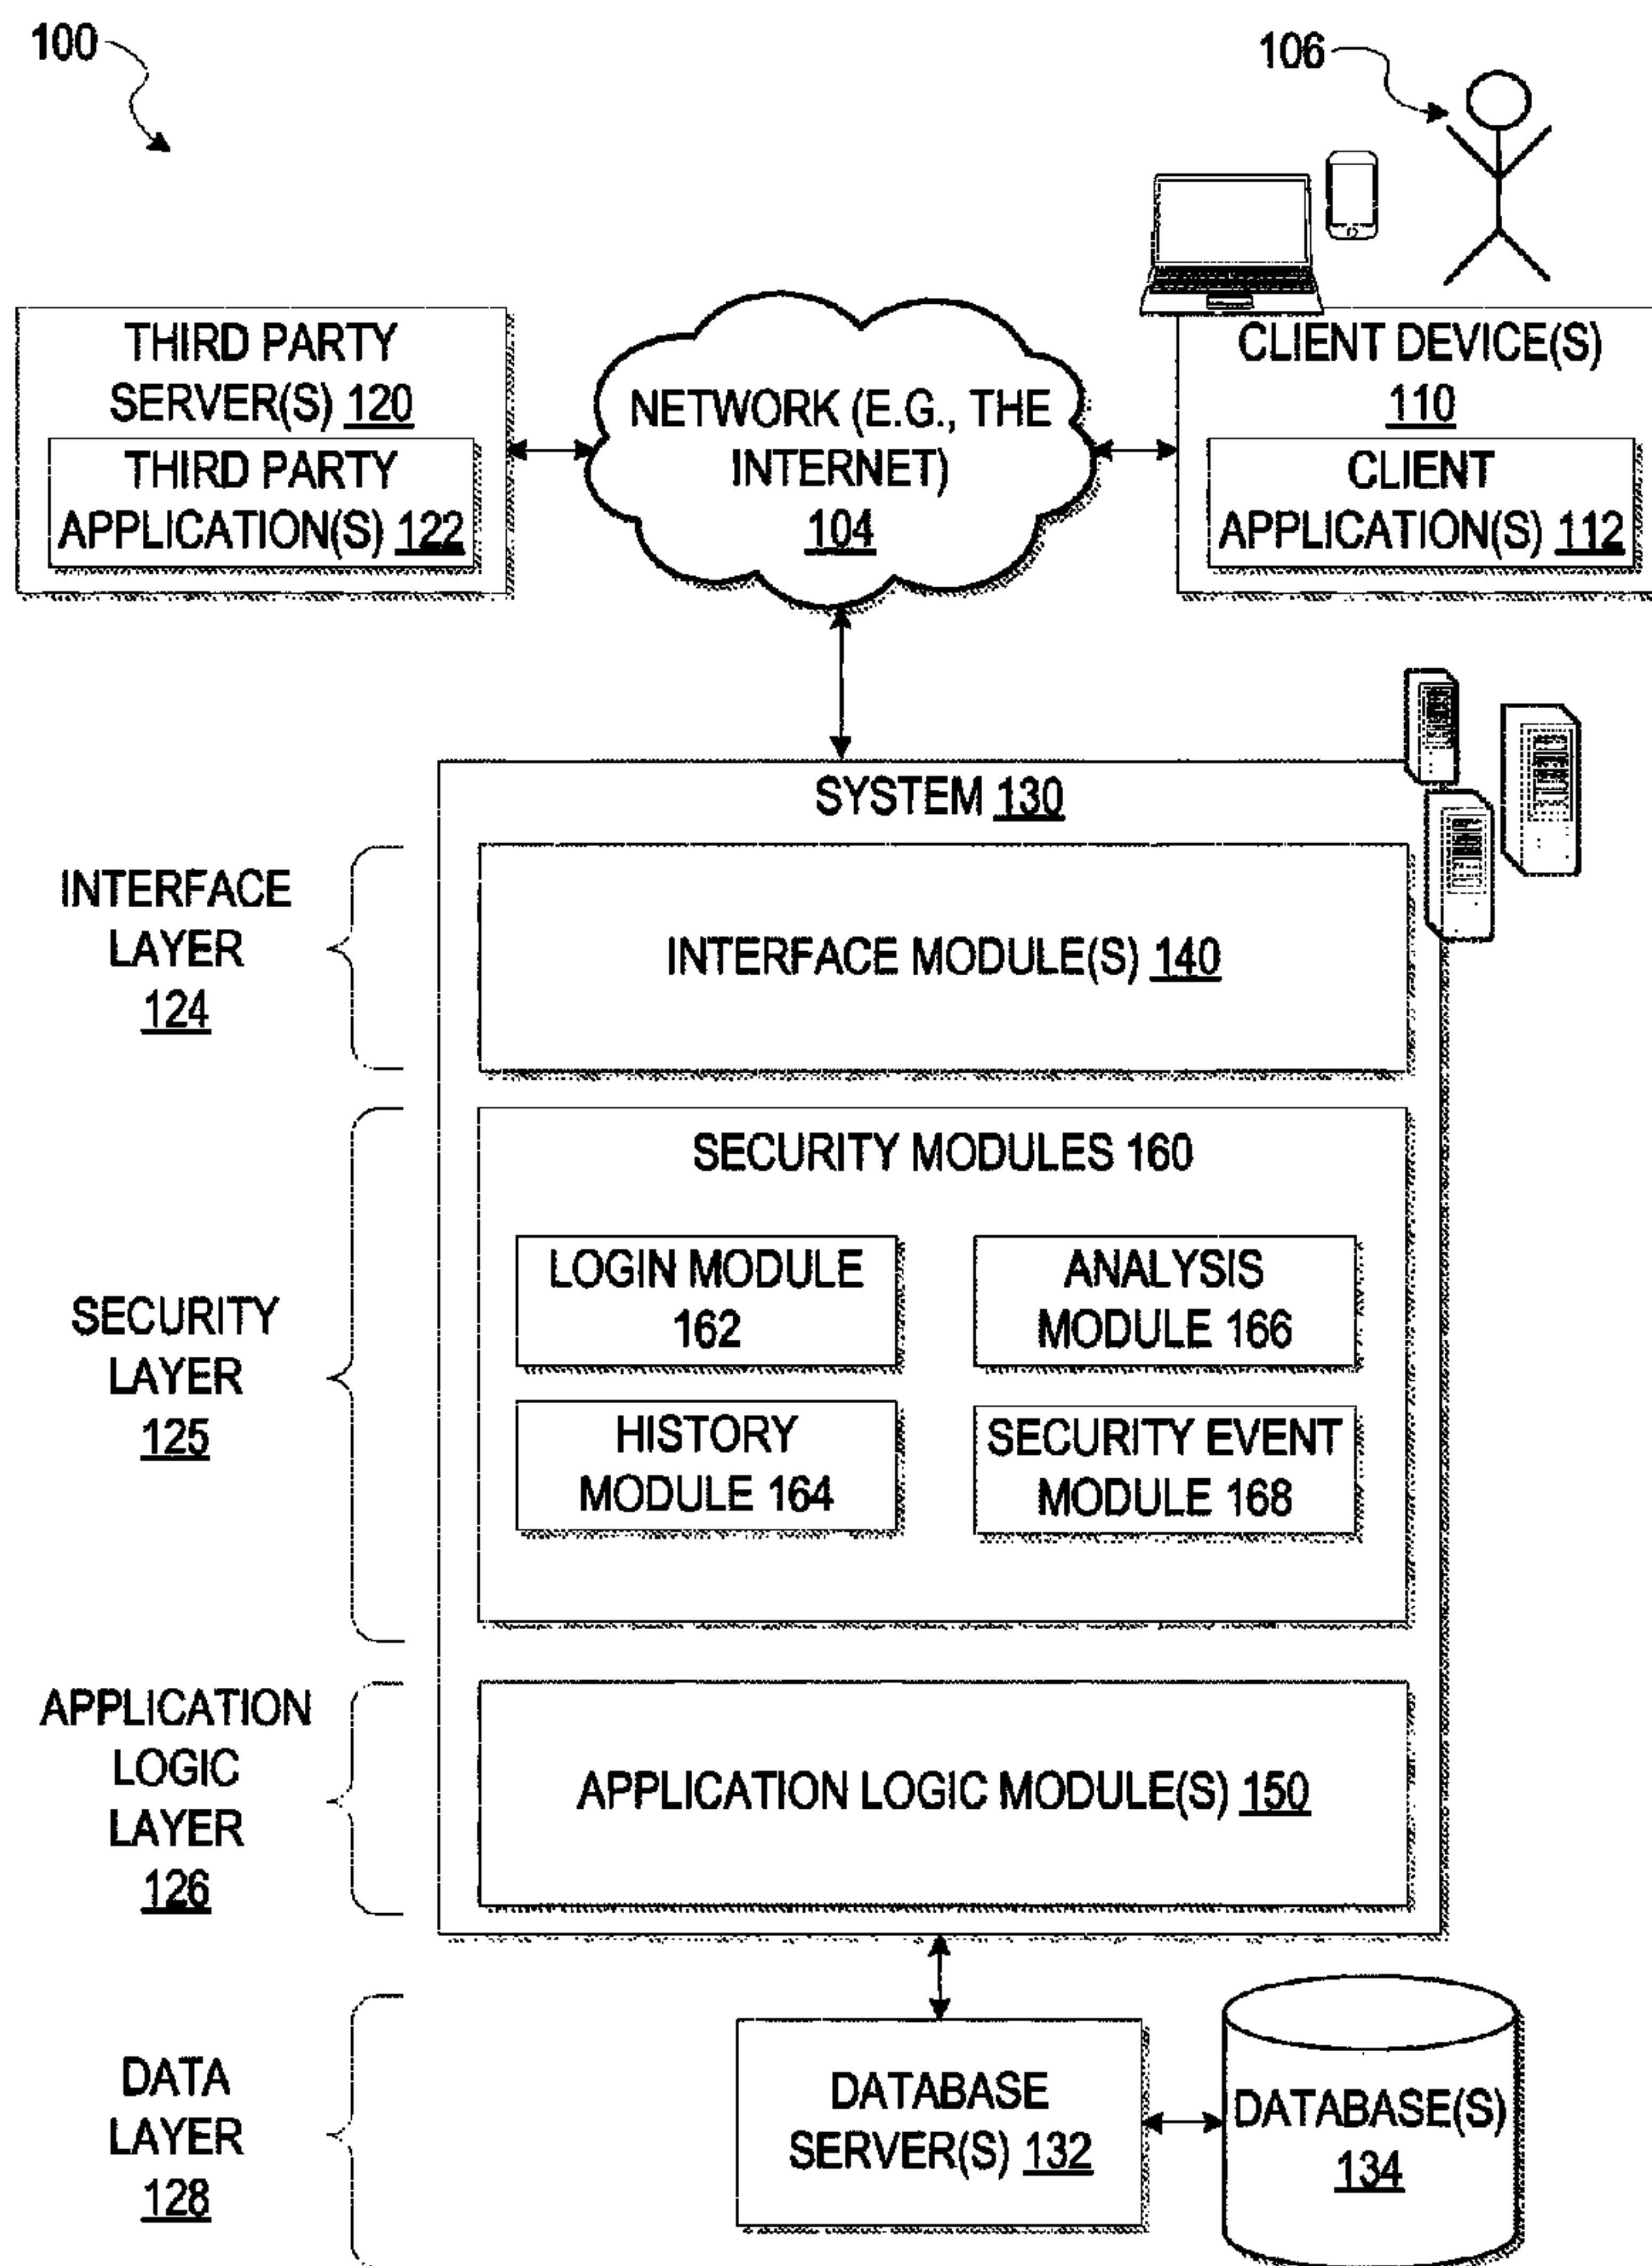 100
106
THIRD PARTY
SERVER(S) 120
THIRD PARTY
APPLICATION(S) 122
NETWORK (E.G., THE
INTERNET)
104
CLIENT DEVICE(S)
110
CLIENT
APPLICATION(S) 112
SYSTEM 130
INTERFACE
LAYER
124
INTERFACE MODULE(S) 140
SECURITY
LAYER
125
SECURITY MODULES 160
LOGIN MODULE
162
ANALYSIS
MODULE 166
HISTORY
MODULE 164
SECURITY EVENT
MODULE 168
APPLICATION
LOGIC
LAYER
126
APPLICATION LOGIC MODULE(S) 150
DATA
LAYER
128
DATABASE
SERVER(S) 132
DATABASE(S)
134